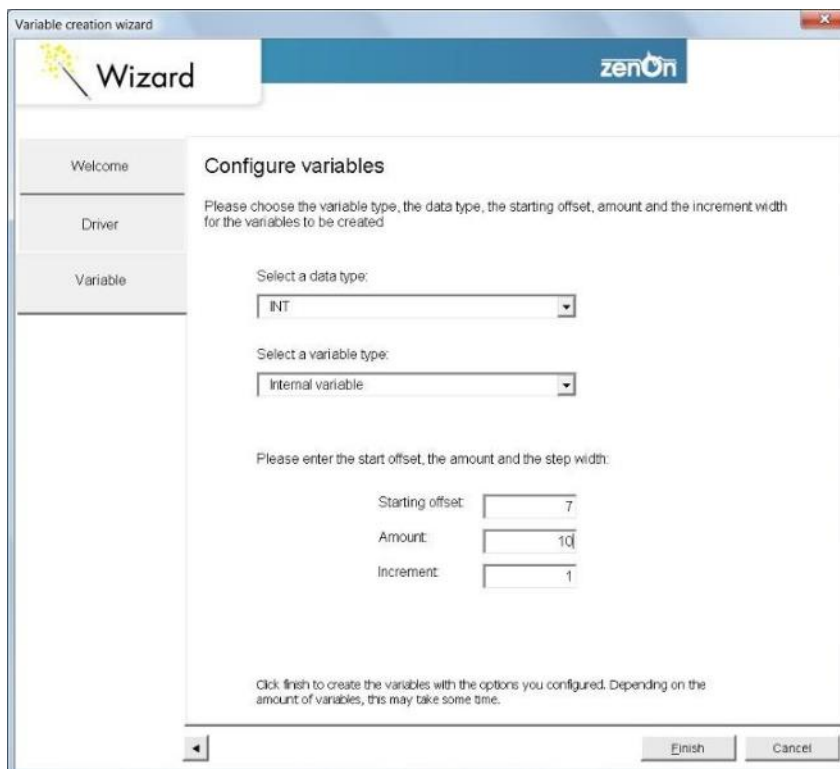 Variable creation wizard
Wizard
zenOn
Welcome
Driver
Variable
Configure variables
Please choose the variable type, the data type, the starting offset, amount and the increment width
for the variables to be created
Select a data type:
INT
Select a variable type:
Internal variable
Please enter the start offset, the amount and the step width:
Starting offset: 7
Amount: 10
Increment: 1
Click finish to create the variables with the options you configured. Depending on the
amount of variables, this may take some time.
Finish Cancel